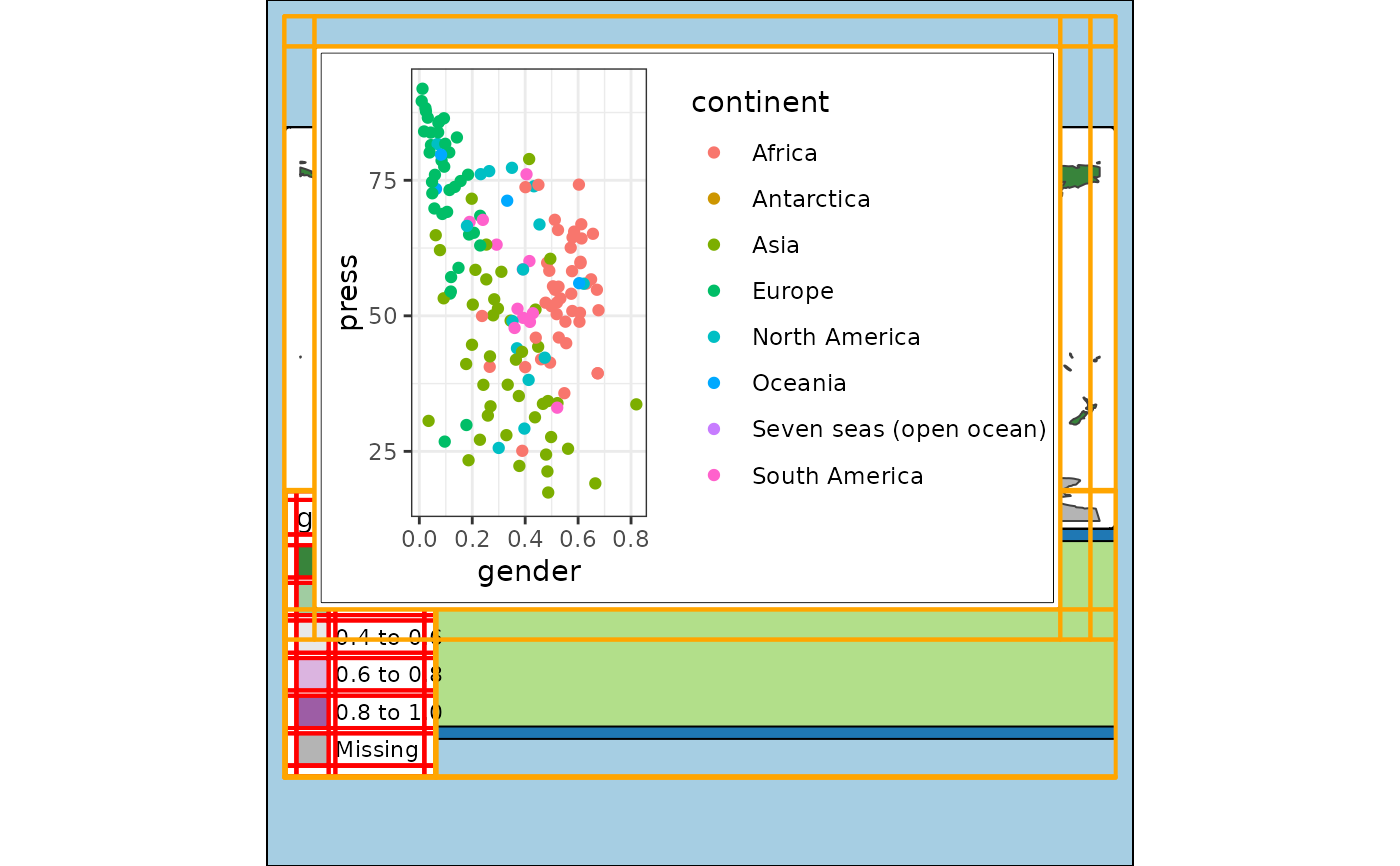 continent
Africa
Antarctica
Asia
Europe
North America
Oceania
Seven seas (open ocean)
South America
press
75
50
25
0.0 0.2 0.4 0.6 0.8
gender
g
0.4 to 0.6
0.6 to 0.8
0.8 to 1.0
Missing